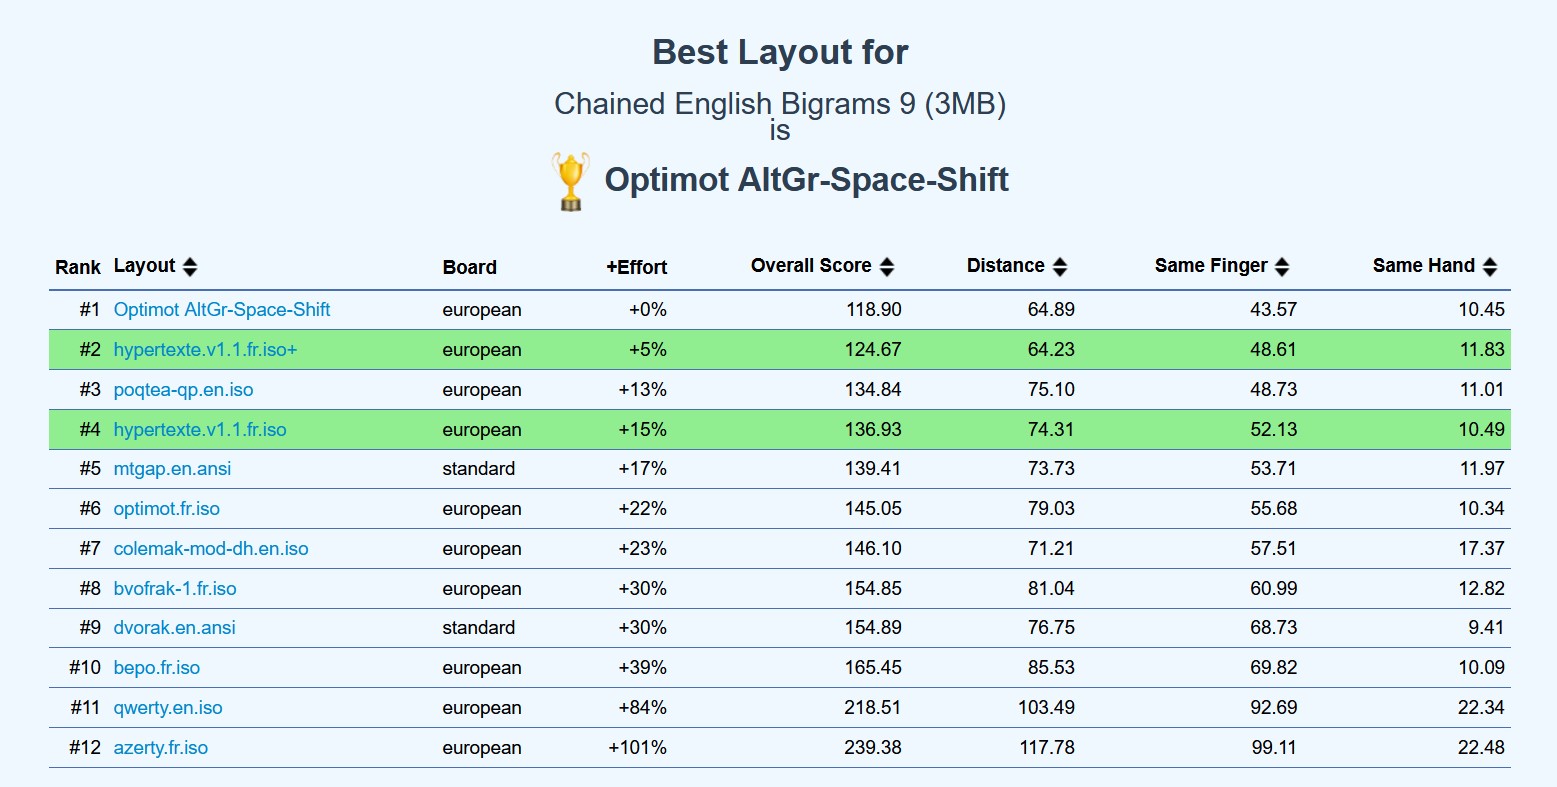 Best Layout for
Chained English Bigrams 9 (3MB)
is
Optimot AltGr-Space-Shift
Rank Layout Board +Effort Overall Score Distance Same Finger Same Hand
#1 Optimot AltGr-Space-Shift european +0% 118.90 64.89 43.57 10.45
#2 hypertexte.v1.1.fr.iso+ european +5% 124.67 64.23 48.61 11.83
#3 poqtea-qp.en.iso european +13% 134.84 75.10 48.73 11.01
#4 hypertexte.v1.1.fr.iso european +15% 136.93 74.31 52.13 10.49
#5 mtgap.en.ansi standard +17% 139.41 73.73 53.71 11.97
#6 optimot.fr.iso european +22% 145.05 79.03 55.68 10.34
#7 colemak-mod-dh.en.iso european +23% 146.10 71.21 57.51 17.37
#8 bvofrak-1.fr.iso european +30% 154.85 81.04 60.99 12.82
#9 dvorak.en.ansi standard +30% 154.89 76.75 68.73 9.41
#10 bepo.fr.iso european +39% 165.45 85.53 69.82 10.09
#11 qwerty.en.iso european +84% 218.51 103.49 92.69 22.34
#12 azerty.fr.iso european +101% 239.38 117.78 99.11 22.48